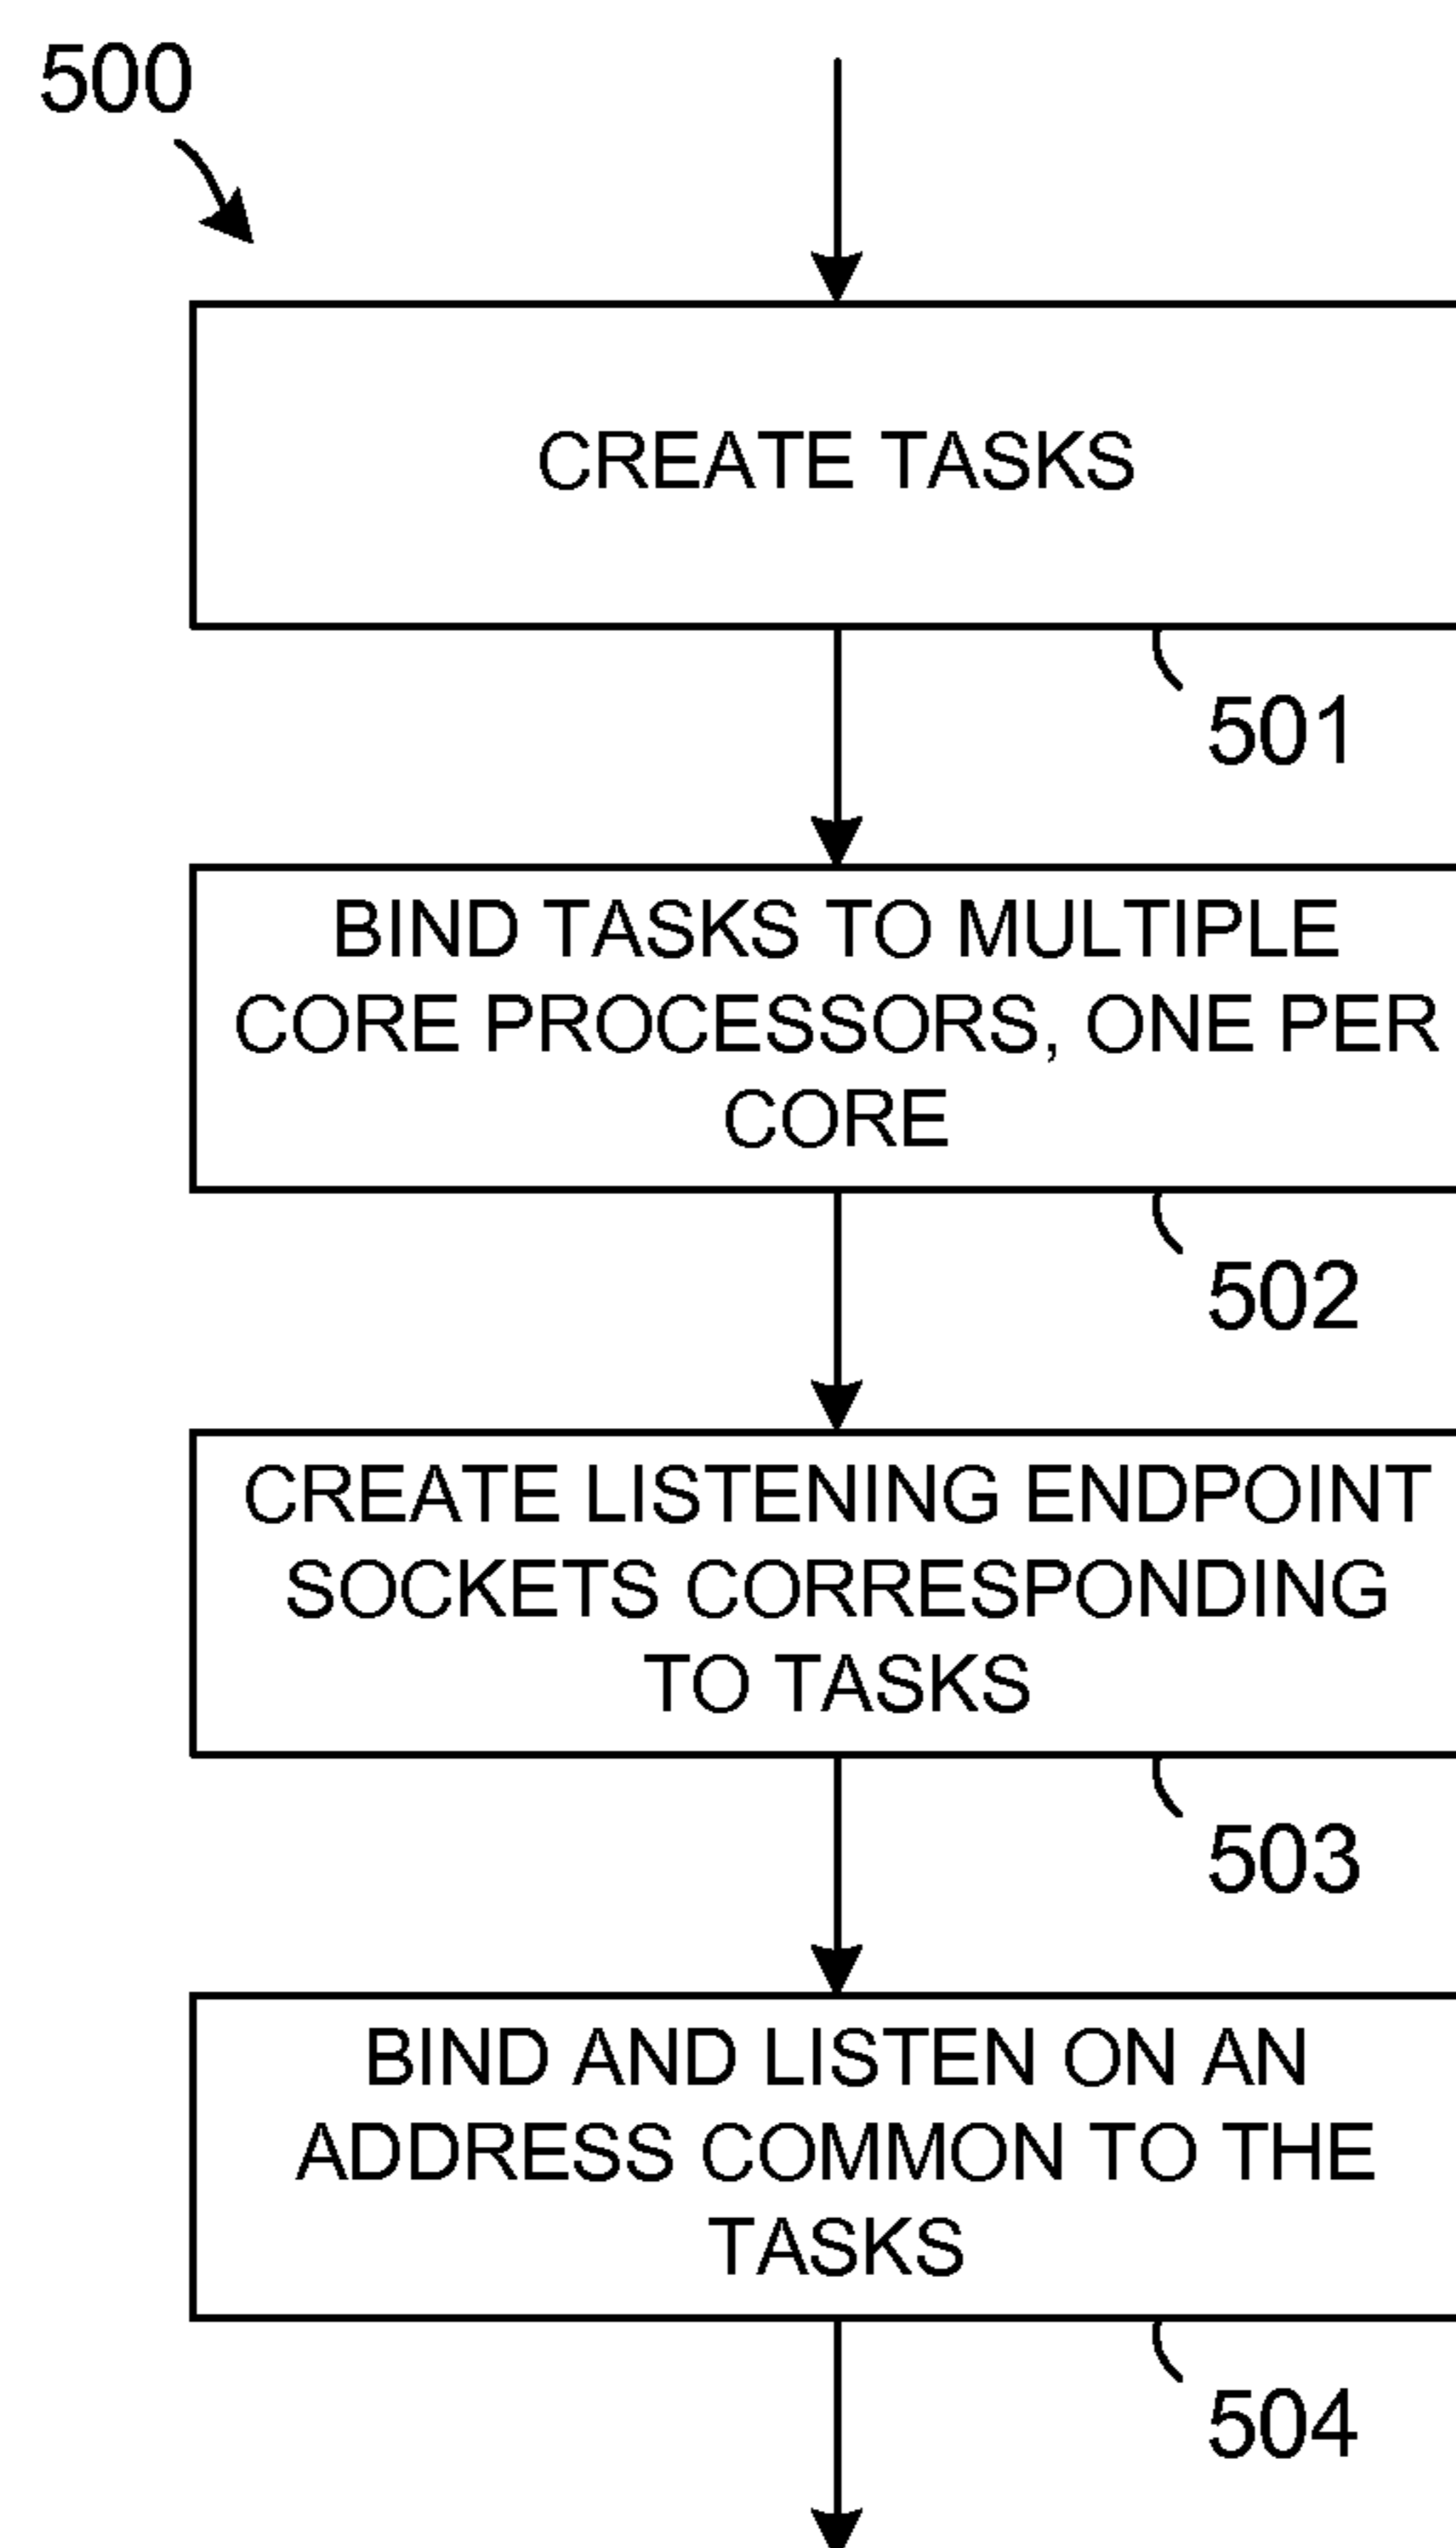 500
CREATE TASKS
501
BIND TASKS TO MULTIPLE
CORE PROCESSORS, ONE PER
CORE
502
CREATE LISTENING ENDPOINT
SOCKETS CORRESPONDING
TO TASKS
503
BIND AND LISTEN ON AN
ADDRESS COMMON TO THE
TASKS
504